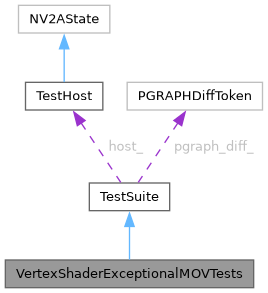 NV2AState
TestHost
PGRAPHDiffToken
host_
pgraph_diff_
TestSuite
VertexShaderExceptionalMOVTests